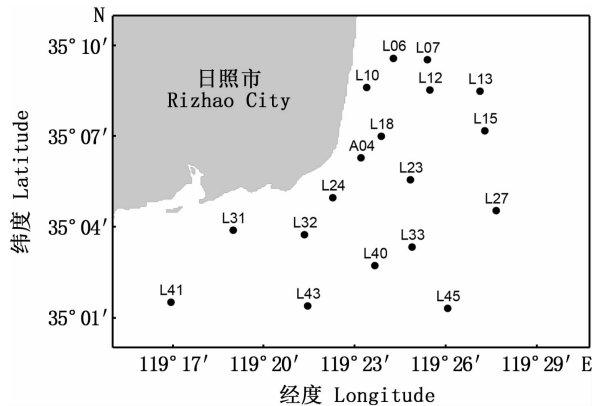 N
35°10′
35°07′
35°04′
35°01′
纬度 Latitude
日照市
Rizhao City
L06
L07
L10
L12
L13
L15
L18
A04
L23
L24
L27
L31
L32
L33
L40
L41
L43
L45
119°17′
119°20′
119°23′
119°26′
119°29′ E
经度 Longitude